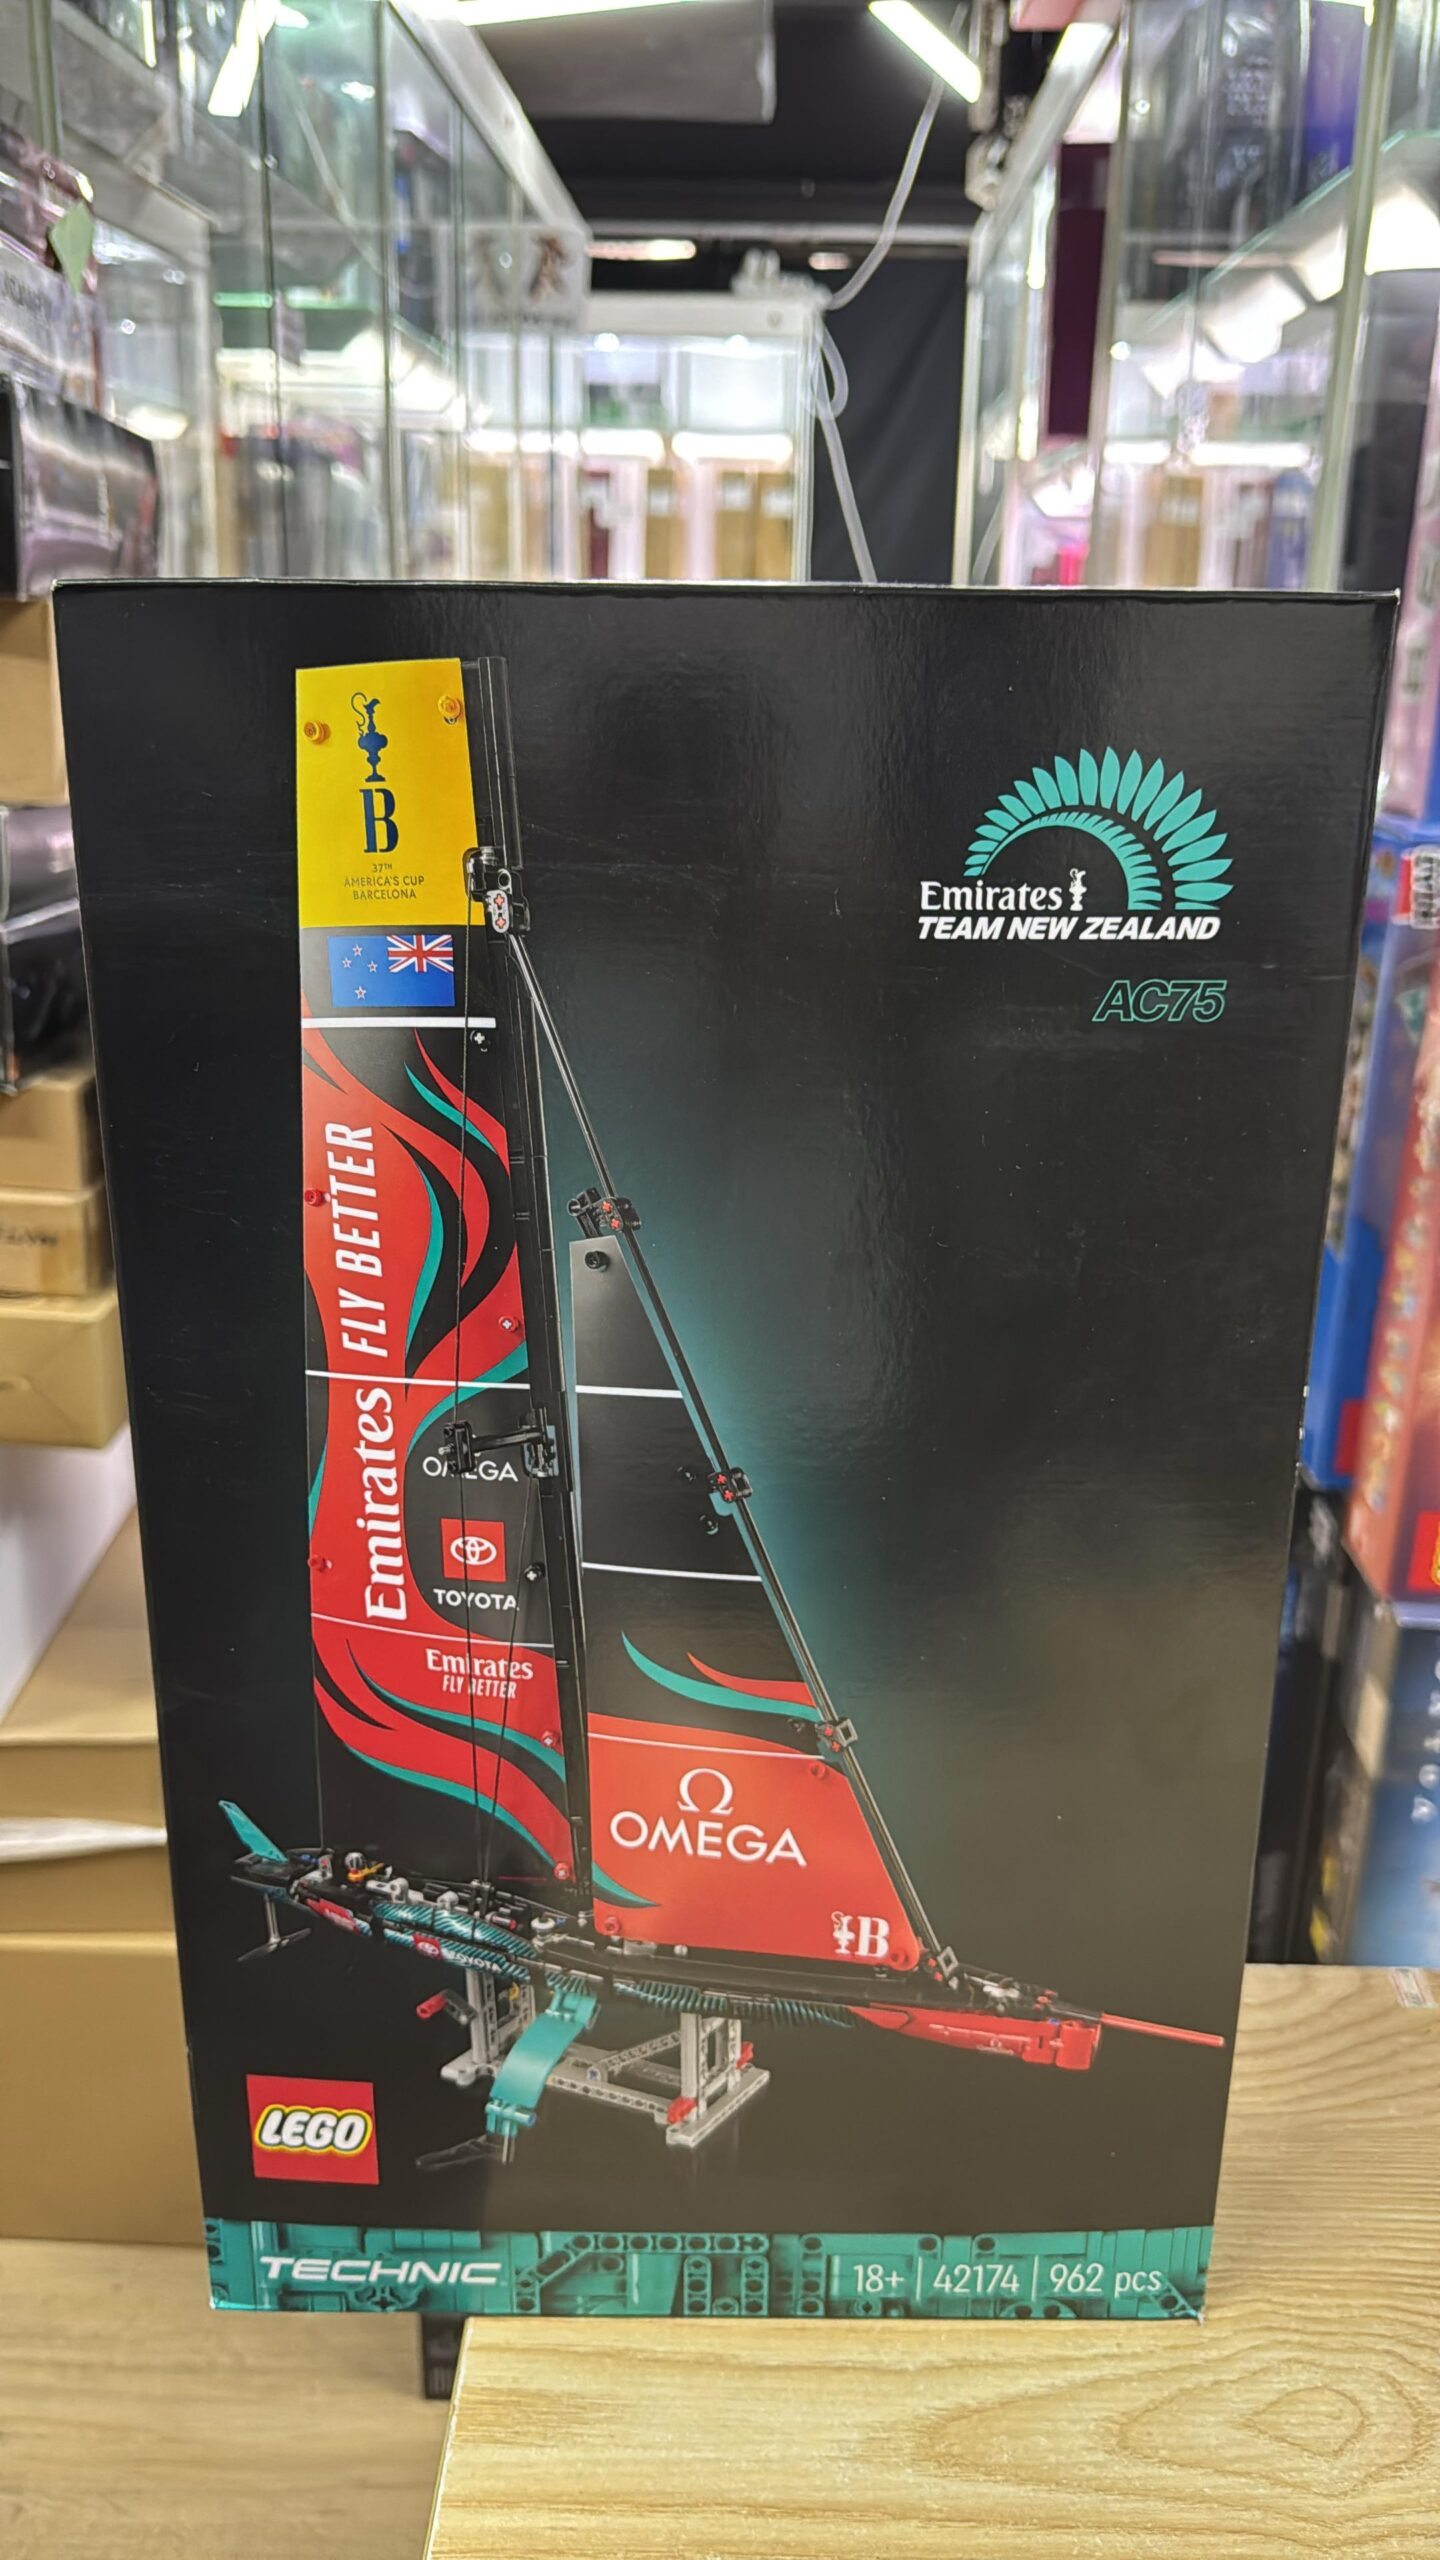 B
37TH
AMERICA'S CUP
BARCELONA
Emirates
TEAM NEW ZEALAND
AC75
Emirates FLY BETTER
OMEGA
TOYOTA
Emirates
FLY BETTER
Ω
OMEGA
B
TOYOTA
LEGO
TECHNIC
18+ | 42174 | 962 pcs